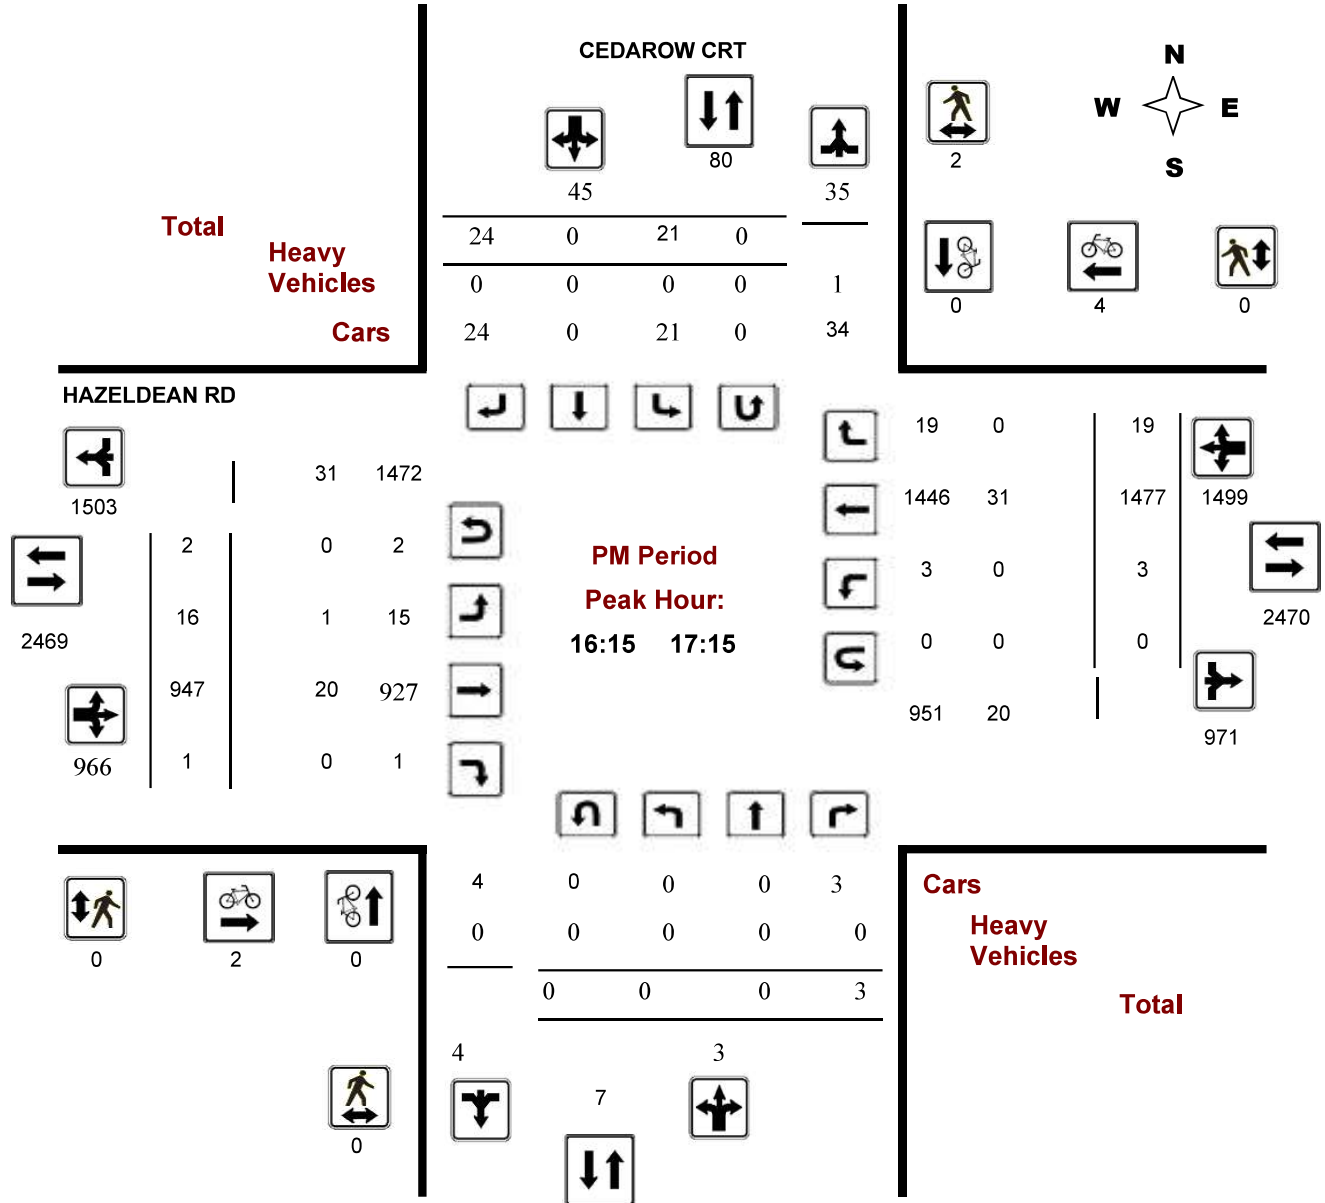 CEDAROW CRT
N
W E
S
80
2
45 35
Total
24 0 21 0
Heavy
Vehicles
0 0 0 0 1
Cars
24 0 21 0 34
0 4 0
HAZELDEAN RD
1503
31 1472
2 0 2
2469
16 1 15
947 20 927
966
1 0 1
PM Period
Peak Hour:
16:15 17:15
19 0 19
1446 31 1477 1499
3 0 3
2470
0 0 0
951 20
971
4 0 0 0 3
Cars
0 0 0 0 0
Heavy
Vehicles
0 2 0
0 0 0 3
Total
4 3
7
0